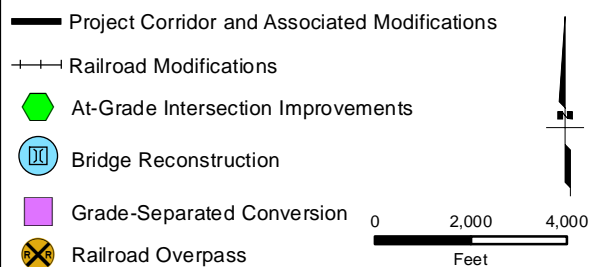 Project Corridor and Associated Modifications
Railroad Modifications
At-Grade Intersection Improvements
Bridge Reconstruction
Grade-Separated Conversion
R R Railroad Overpass
N
0 2,000 4,000
Feet